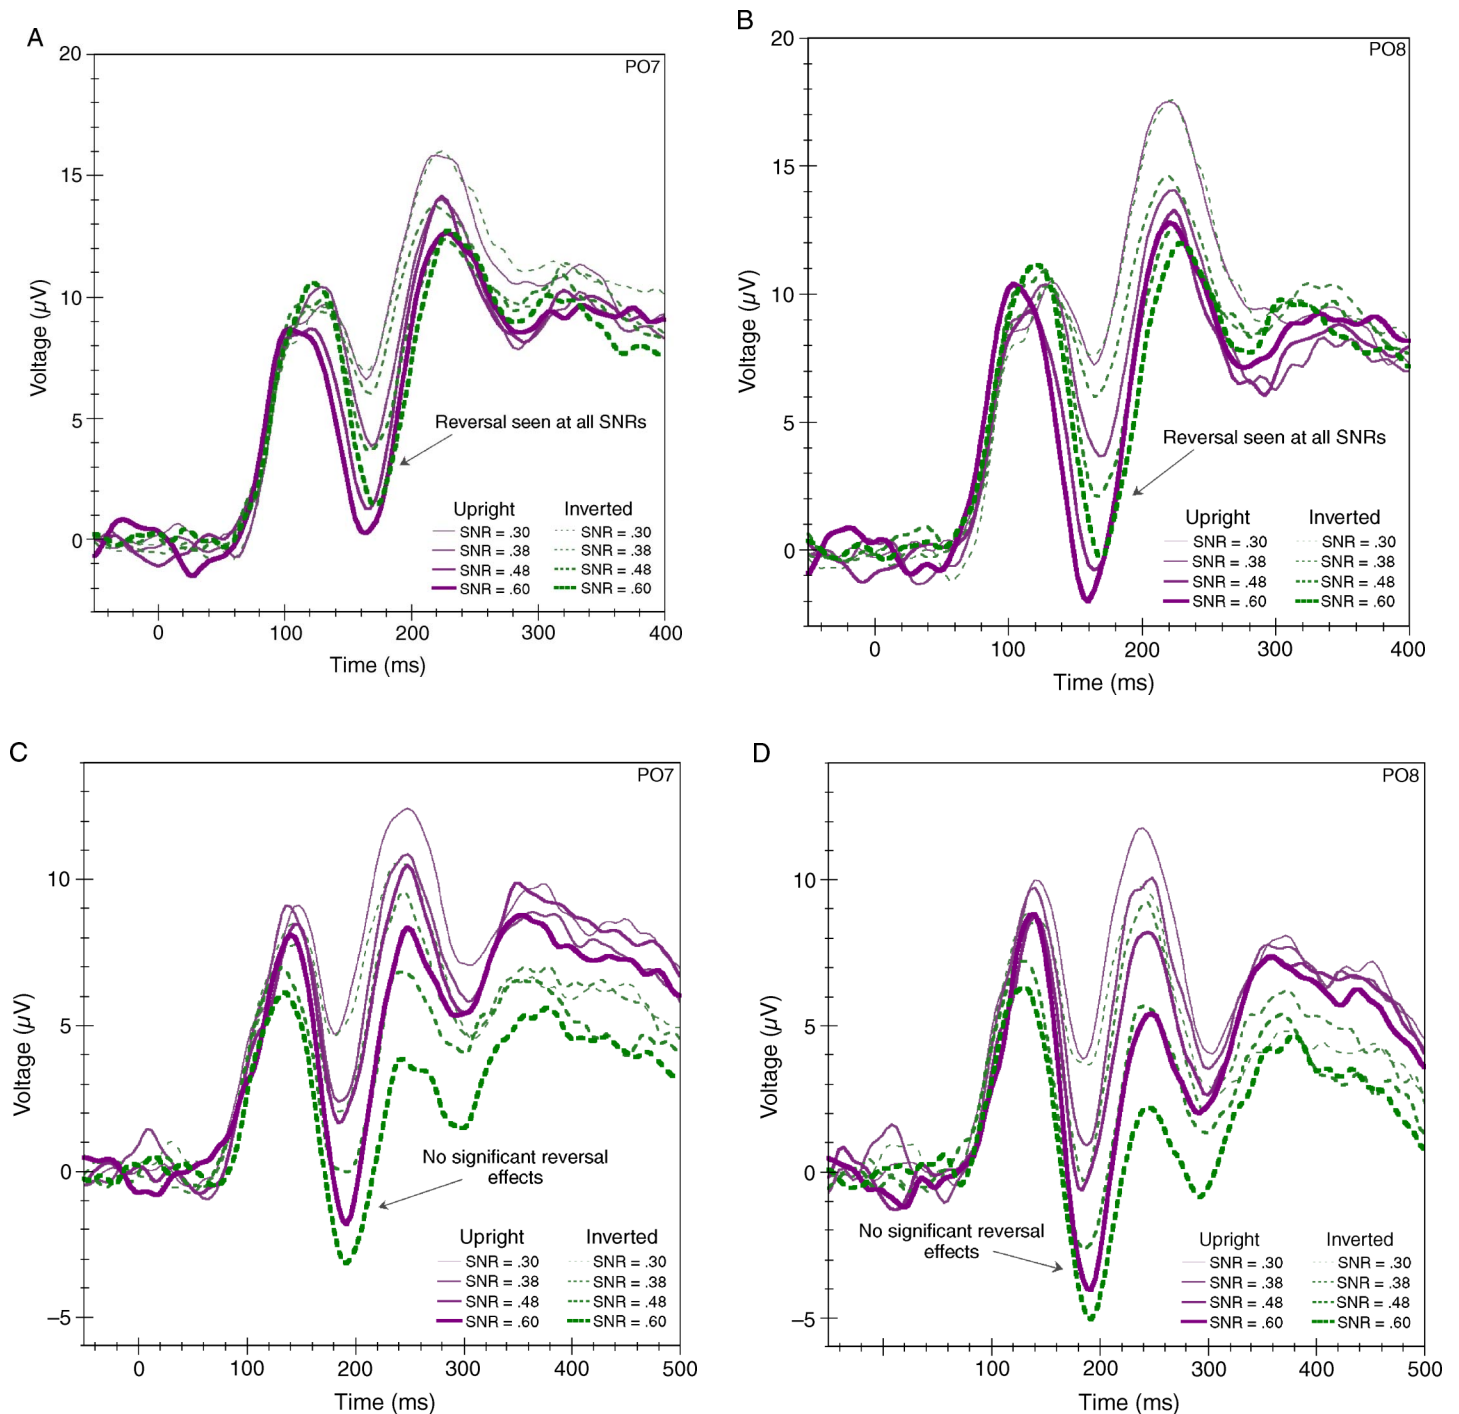 A
PO7
20
15
10
5
0
Voltage (µV)
Reversal seen at all SNRs
Upright Inverted
SNR = .30 SNR = .30
SNR = .38 SNR = .38
SNR = .48 SNR = .48
SNR = .60 SNR = .60
0 100 200 300 400
Time (ms)
B
PO8
20
15
10
5
0
Voltage (µV)
Reversal seen at all SNRs
Upright Inverted
SNR = .30 SNR = .30
SNR = .38 SNR = .38
SNR = .48 SNR = .48
SNR = .60 SNR = .60
0 100 200 300 400
Time (ms)
C
PO7
10
5
0
−5
Voltage (µV)
No significant reversal
effects
Upright Inverted
SNR = .30 SNR = .30
SNR = .38 SNR = .38
SNR = .48 SNR = .48
SNR = .60 SNR = .60
0 100 200 300 400 500
Time (ms)
D
PO8
10
5
0
−5
Voltage (µV)
No significant reversal
effects
Upright Inverted
SNR = .30 SNR = .30
SNR = .38 SNR = .38
SNR = .48 SNR = .48
SNR = .60 SNR = .60
100 200 300 400 500
Time (ms)